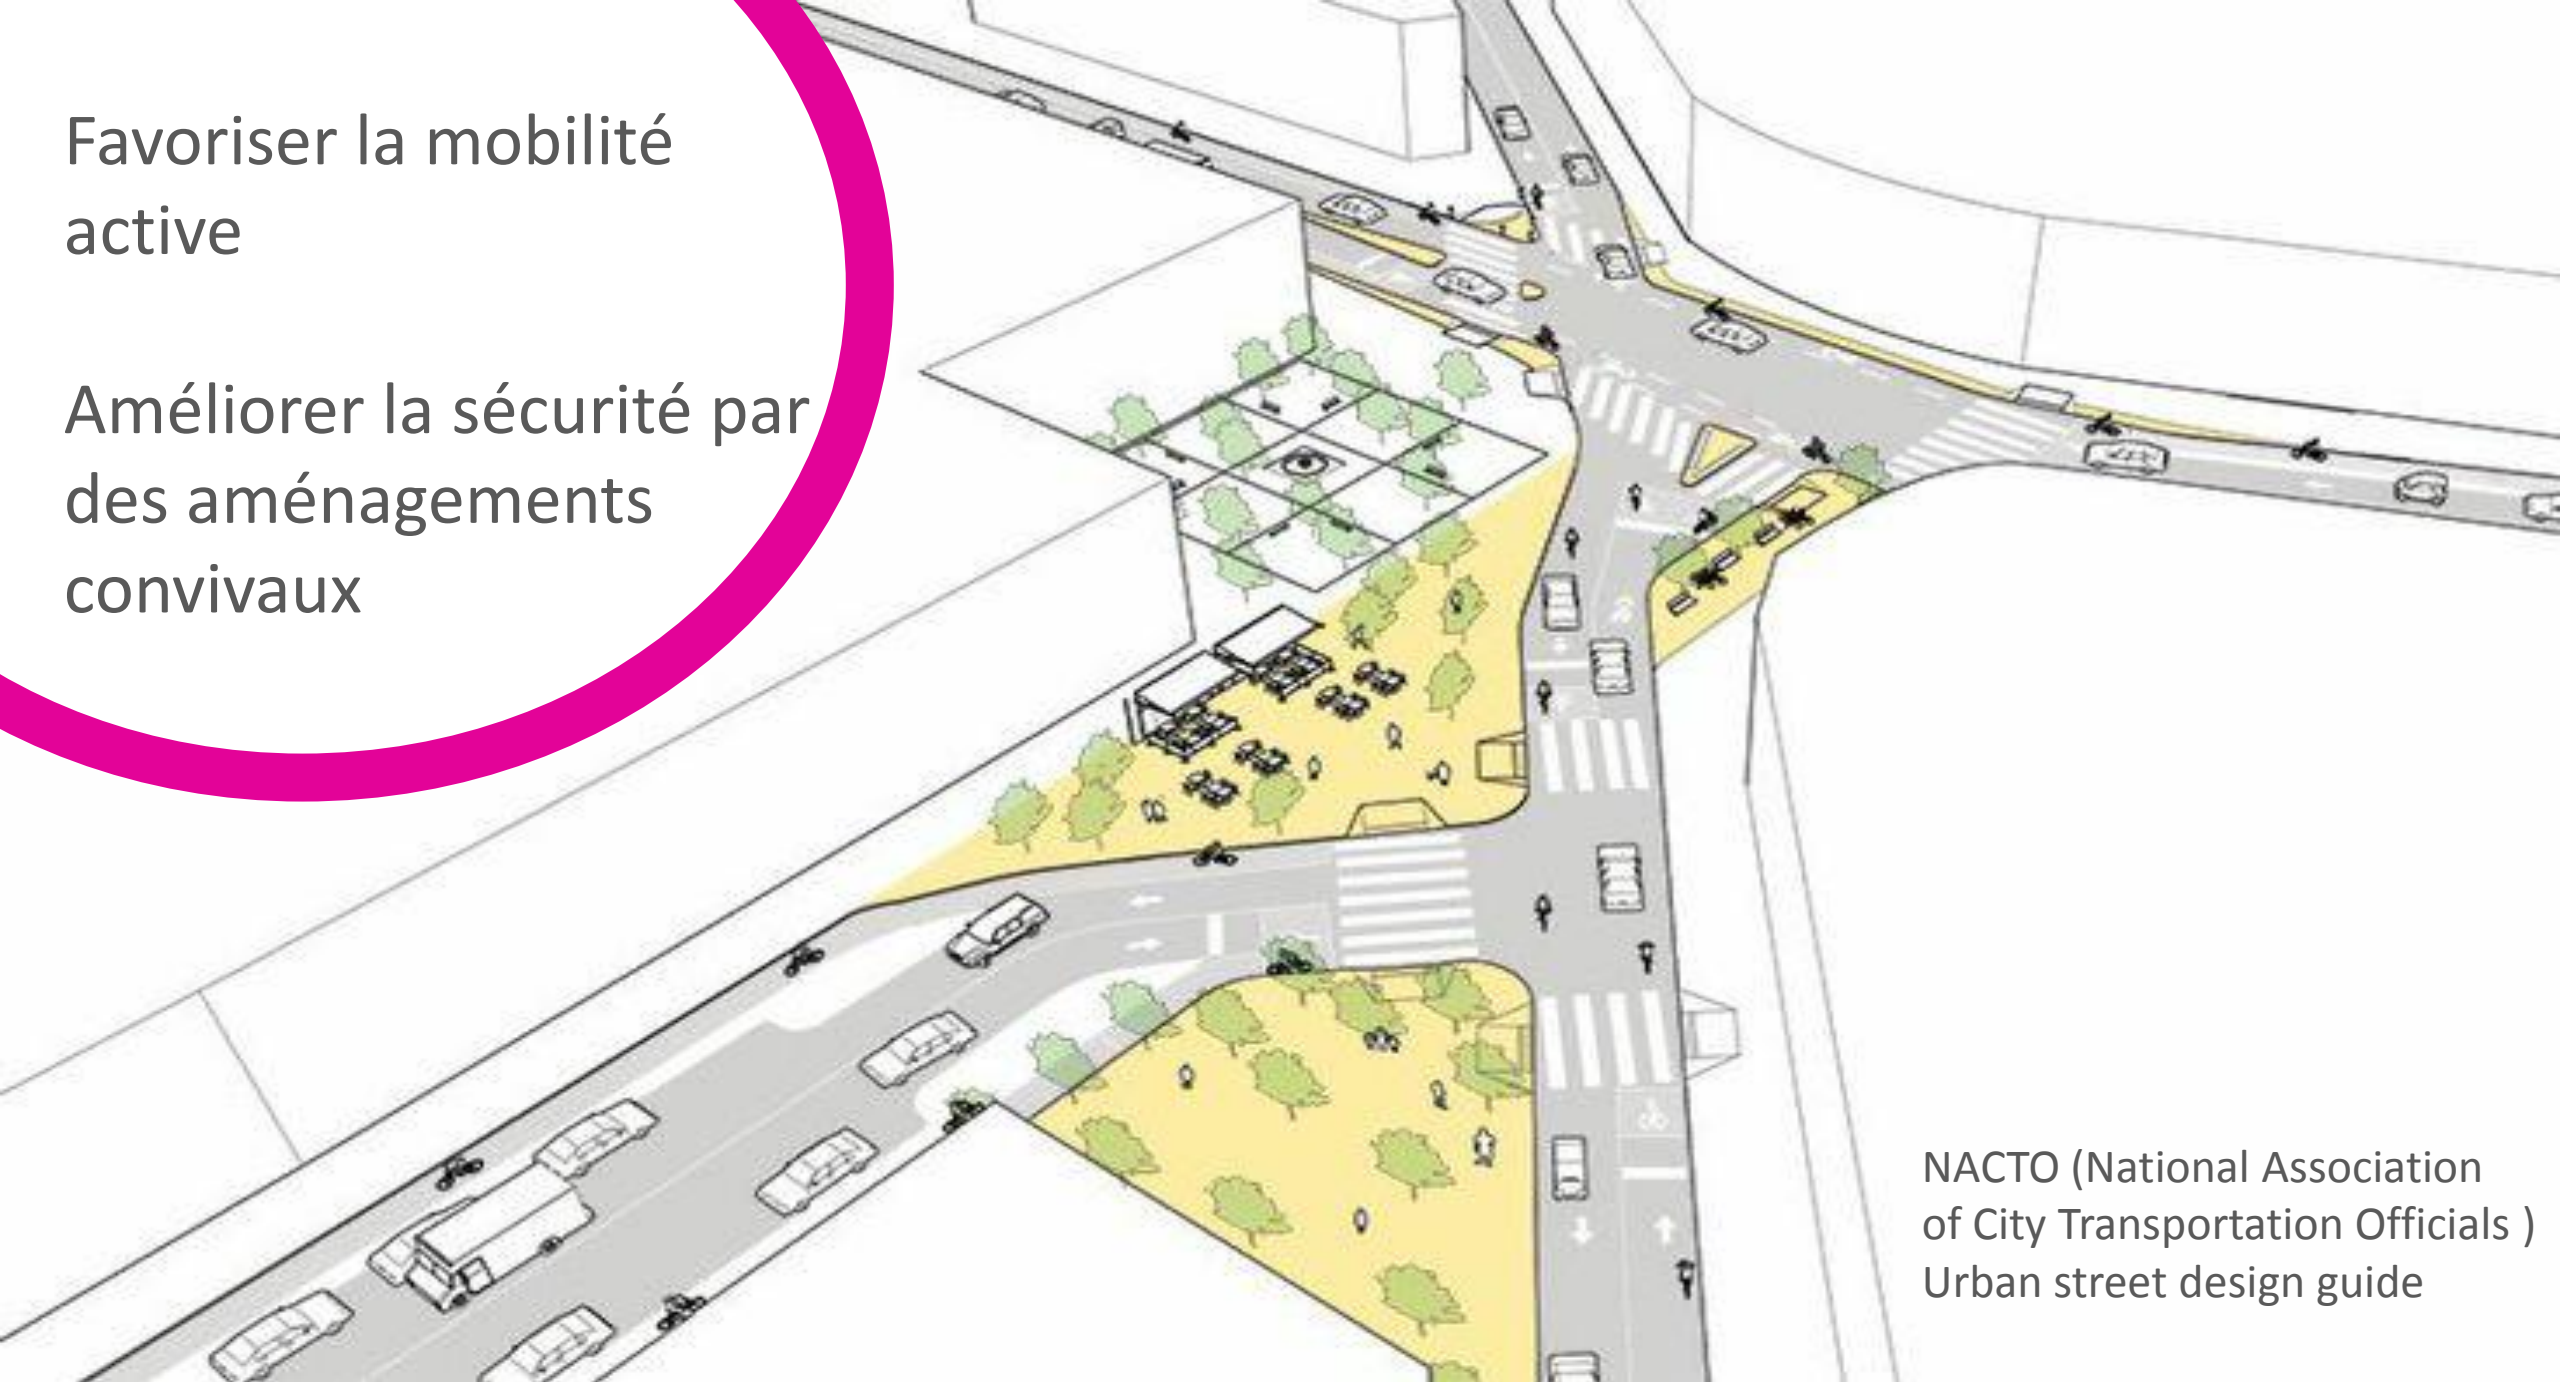 Favoriser la mobilité
active
Améliorer la sécurité par
des aménagements
convivaux
NACTO (National Association
of City Transportation Officials )
Urban street design guide